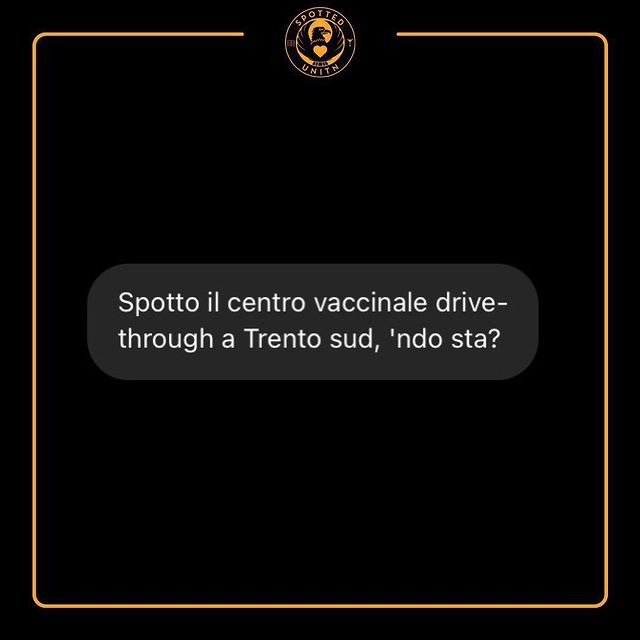 SPOTTED
UNITN
Spotto il centro vaccinale drive-
through a Trento sud, 'ndo sta?